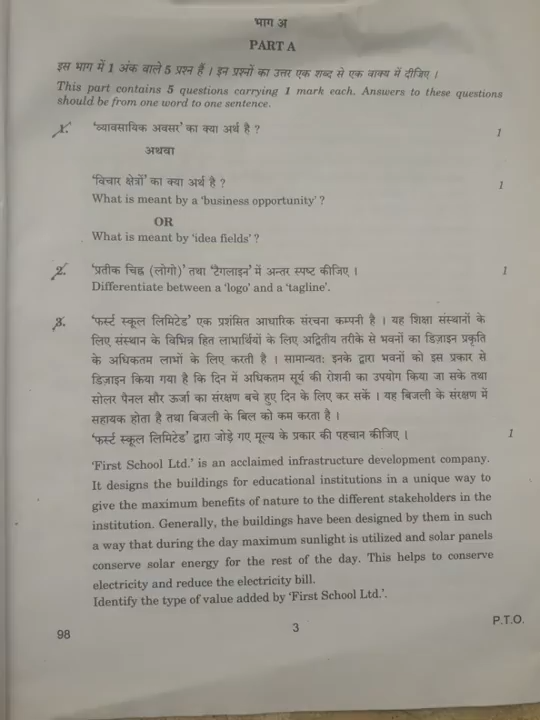 भाग अ
PART A
इस भाग में 1 अंक वाले 5 प्रश्न हैं । इन प्रश्नों का उत्तर एक शब्द से एक वाक्य में दीजिए ।
This part contains 5 questions carrying 1 mark each. Answers to these questions
should be from one word to one sentence.
1. ‘व्यावसायिक अवसर’ का क्या अर्थ है ? 1
अथवा
‘विचार क्षेत्रों’ का क्या अर्थ है ? 1
What is meant by a ‘business opportunity’ ?
OR
What is meant by ‘idea fields’ ?
2. ‘प्रतीक चिह्न (लोगो)’ तथा ‘टैगलाइन’ में अन्तर स्पष्ट कीजिए । 1
Differentiate between a ‘logo’ and a ‘tagline’.
3. ‘फर्स्ट स्कूल लिमिटेड’ एक प्रशंसित आधारिक संरचना कम्पनी है । यह शिक्षा संस्थानों के
लिए संस्थान के विभिन्न हित लाभार्थियों के लिए अद्वितीय तरीके से भवनों का डिज़ाइन प्रकृति
के अधिकतम लाभों के लिए करती है । सामान्यत: इनके द्वारा भवनों को इस प्रकार से
डिज़ाइन किया गया है कि दिन में अधिकतम सूर्य की रोशनी का उपयोग किया जा सके तथा
सोलर पैनल सौर ऊर्जा का संरक्षण बचे हुए दिन के लिए कर सकें । यह बिजली के संरक्षण में
सहायक होता है तथा बिजली के बिल को कम करता है ।
‘फर्स्ट स्कूल लिमिटेड’ द्वारा जोड़े गए मूल्य के प्रकार की पहचान कीजिए । 1
‘First School Ltd.’ is an acclaimed infrastructure development company.
It designs the buildings for educational institutions in a unique way to
give the maximum benefits of nature to the different stakeholders in the
institution. Generally, the buildings have been designed by them in such
a way that during the day maximum sunlight is utilized and solar panels
conserve solar energy for the rest of the day. This helps to conserve
electricity and reduce the electricity bill.
Identify the type of value added by ‘First School Ltd.’.
98 3 P.T.O.